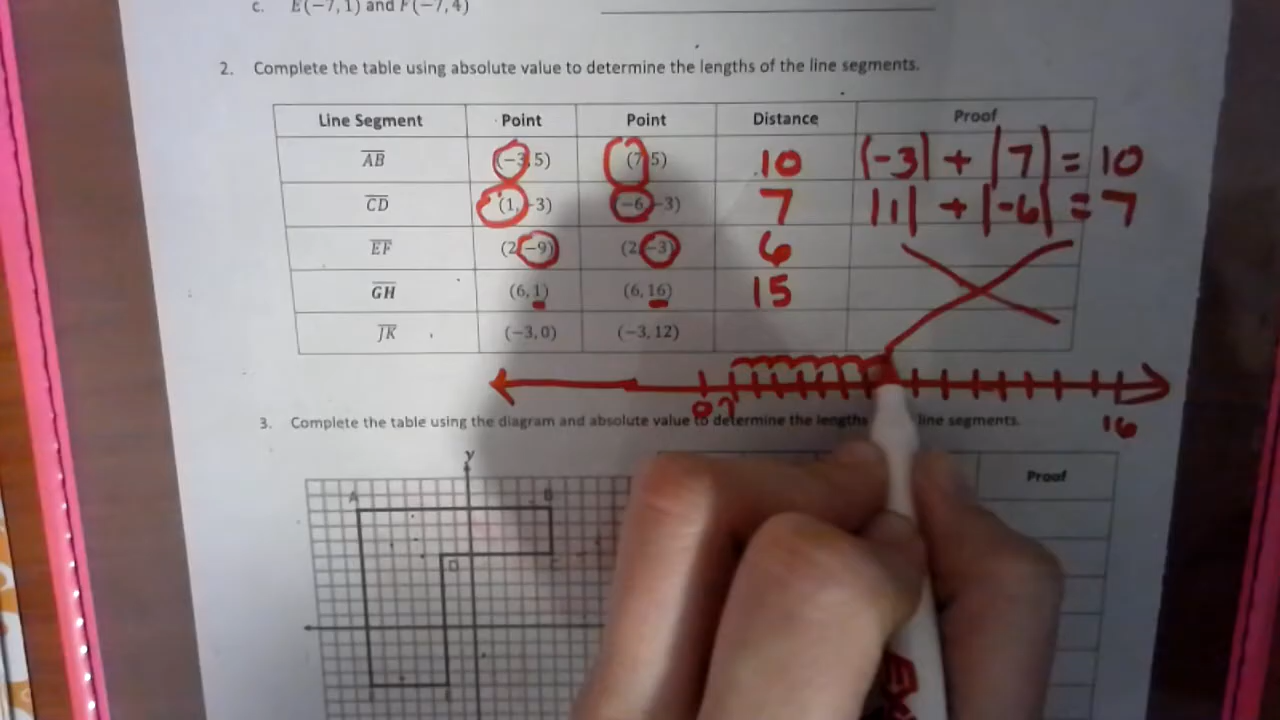 c. E(−7, 1) and F(−7, 4)
2. Complete the table using absolute value to determine the lengths of the line segments.
Line Segment Point Point Distance Proof
AB (−3, 5) (7, 5) 10 |-3| + |7| = 10
CD (1, −3) (−6, −3) 7 |1| + |-6| = 7
EF (2, −9) (2, −3) 6
GH (6, 1) (6, 16) 15
JK (−3, 0) (−3, 12)
0 1 16
3. Complete the table using the diagram and absolute value to determine the lengths line segments.
y
Proof
A B
D C